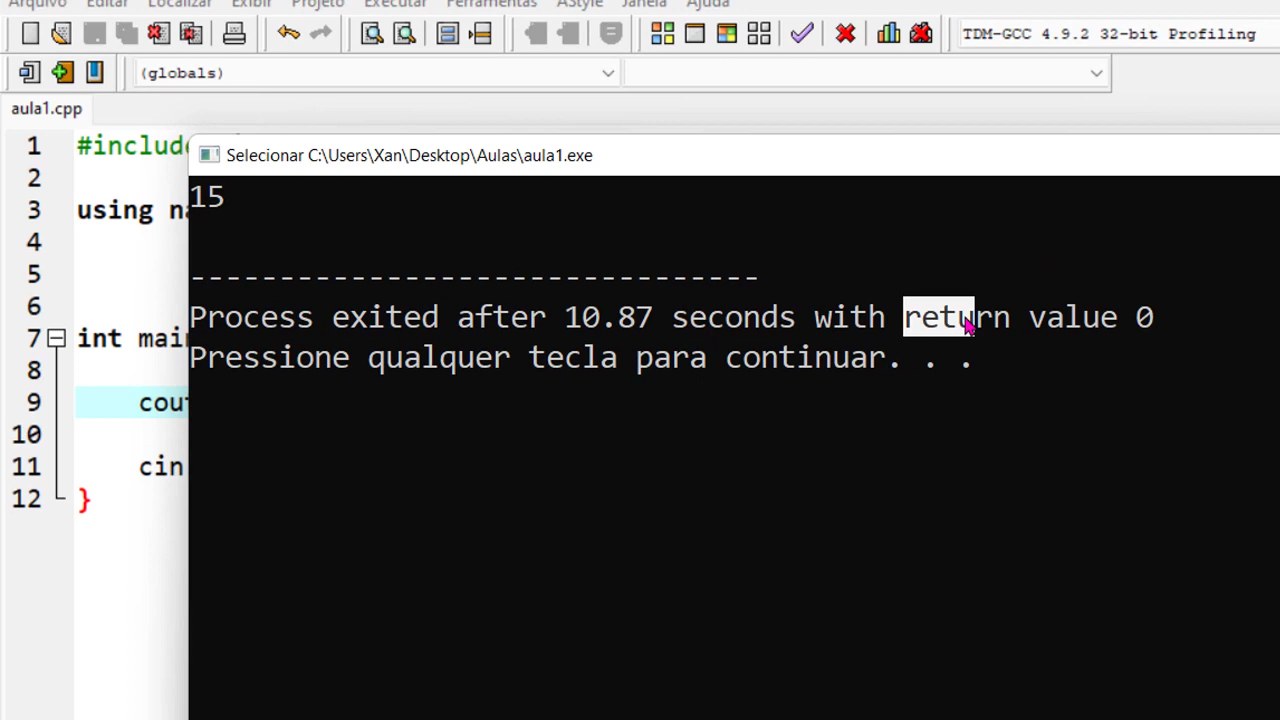 Arquivo Editar Localizar Exibir Projeto Executar Ferramentas AStyle Janela Ajuda
TDM-GCC 4.9.2 32-bit Profiling
(globals)
aula1.cpp
1 #include
2
3 using na
4
5
6
7 int main
8
9 cout
10
11 cin
12 }
Selecionar C:\Users\Xan\Desktop\Aulas\aula1.exe
15
--------------------------------
Process exited after 10.87 seconds with return value 0
Pressione qualquer tecla para continuar. . .